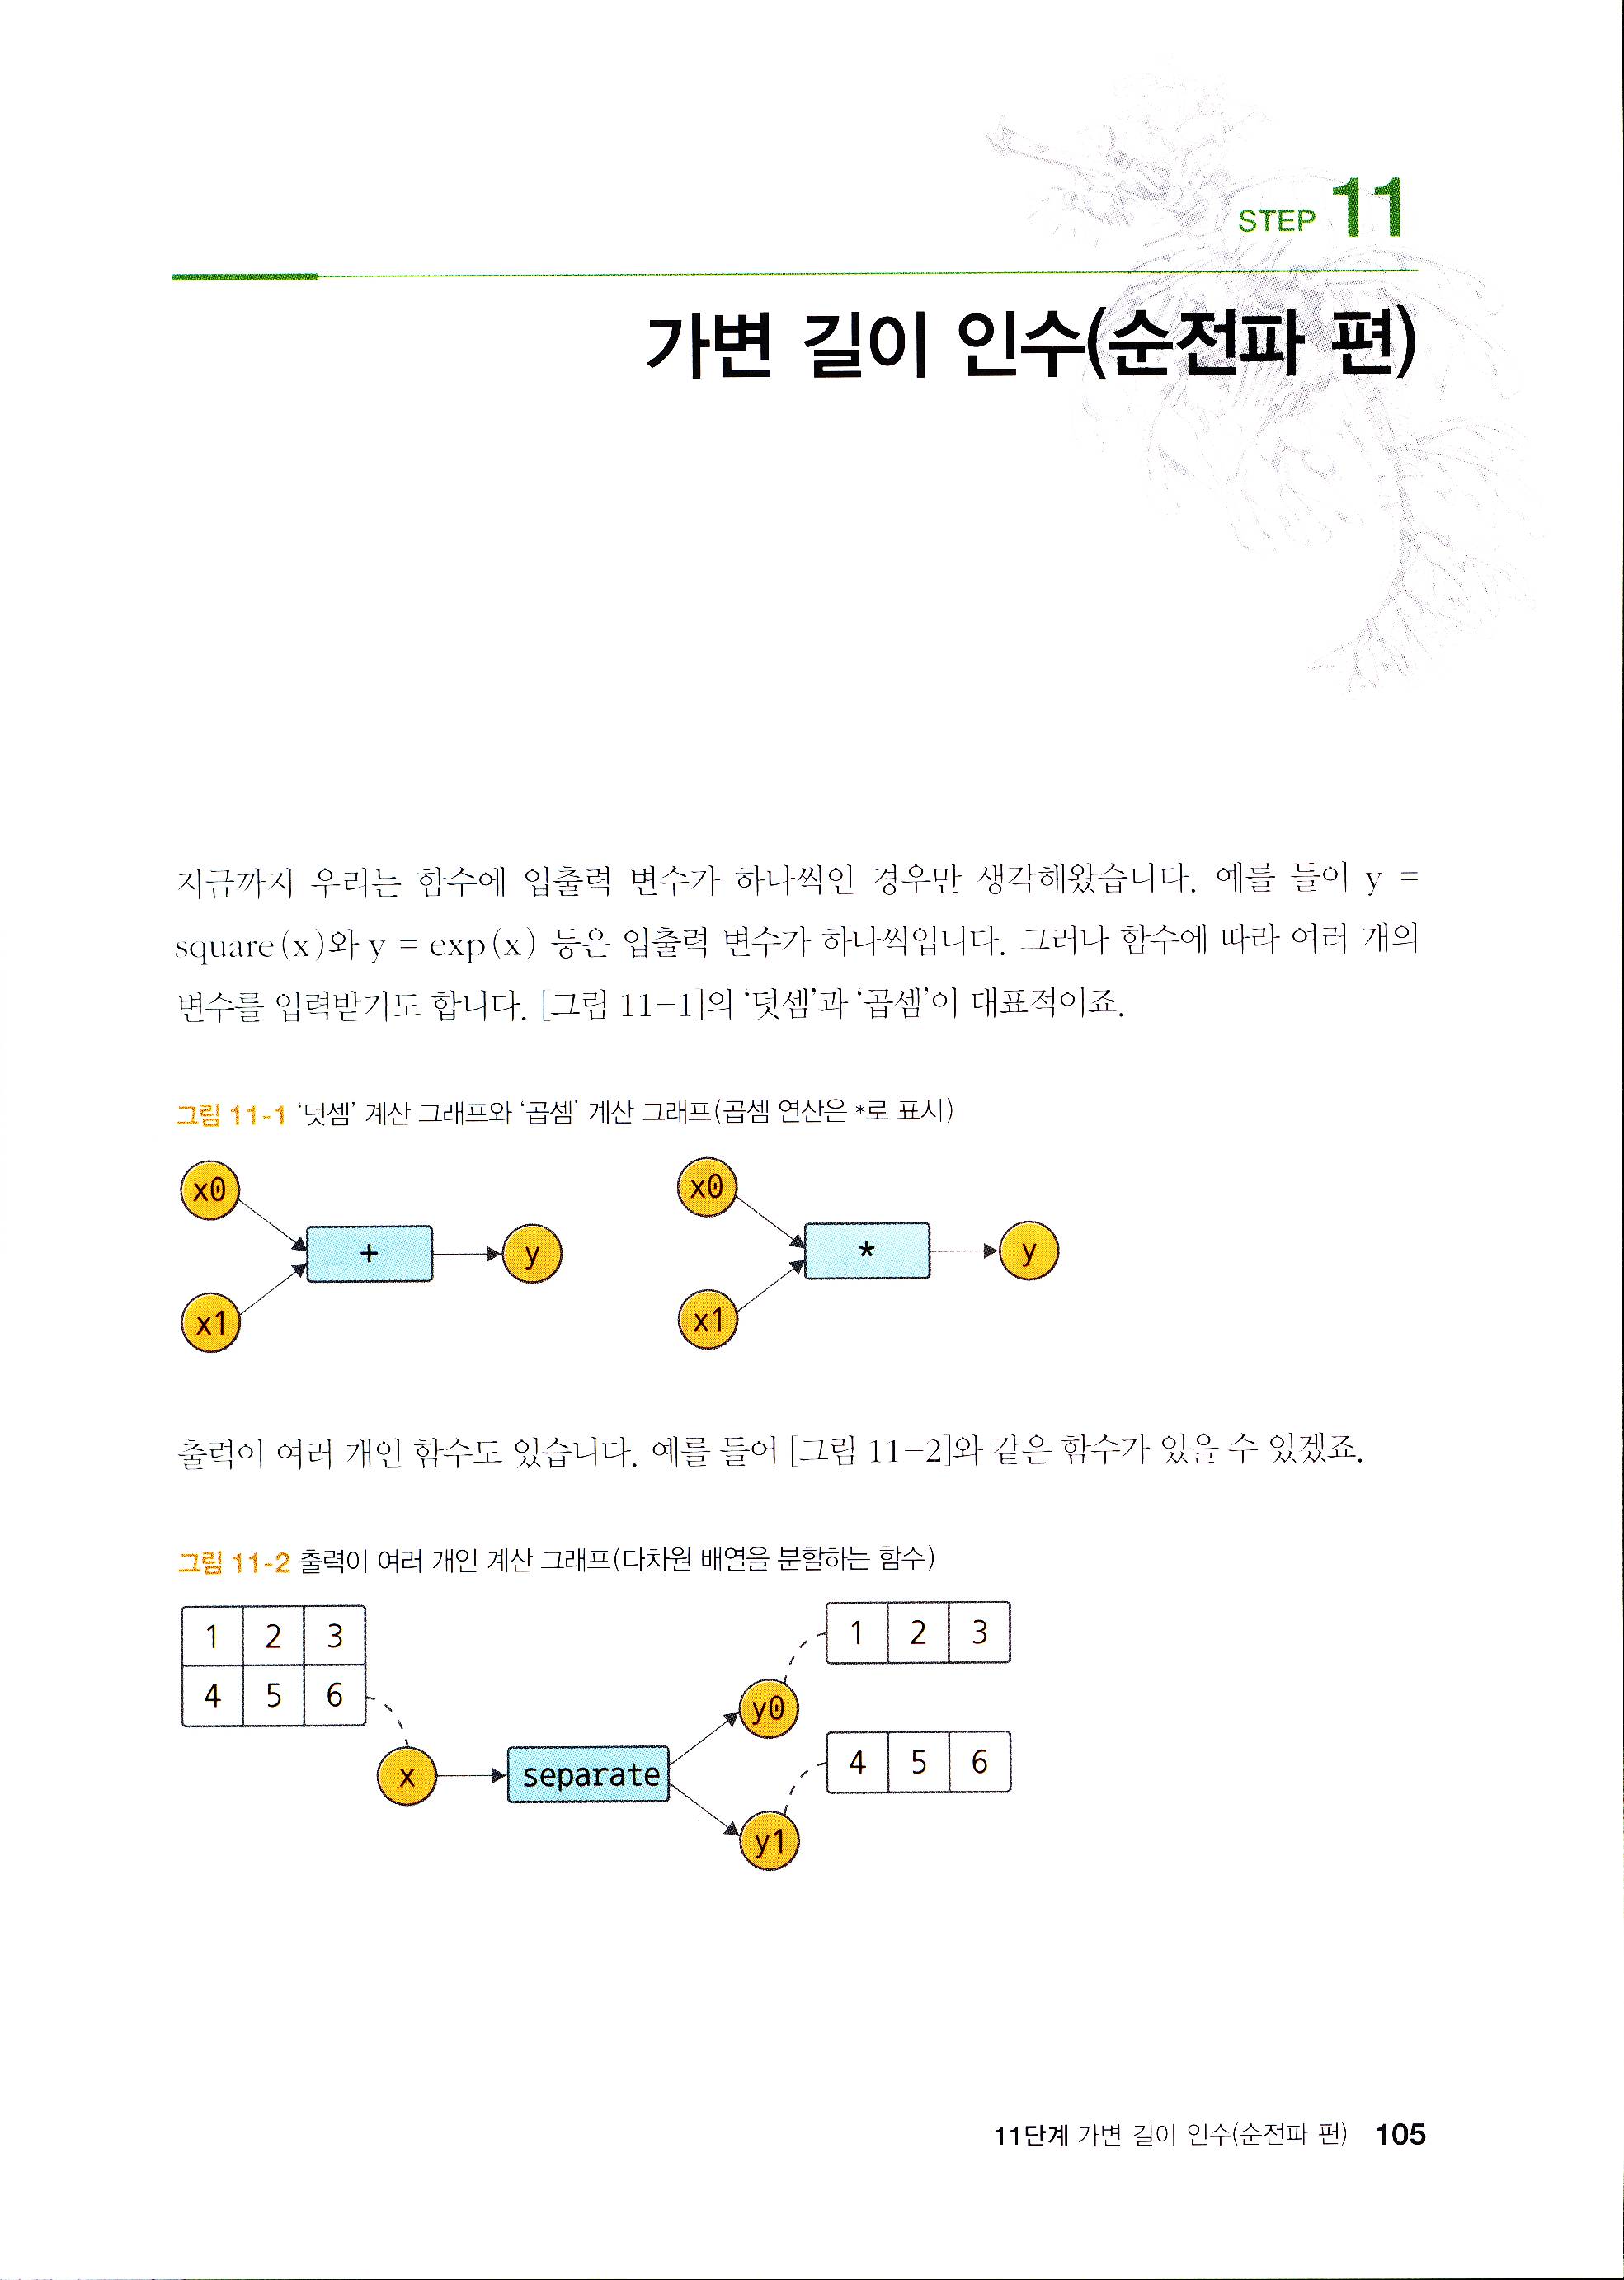 STEP 11
가변 길이 인수(순전파 편)
지금까지 우리는 함수에 입출력 변수가 하나씩인 경우만 생각해왔습니다. 예를 들어 y =
square(x)와 y = exp(x) 등은 입출력 변수가 하나씩입니다. 그러나 함수에 따라 여러 개의
변수를 입력받기도 합니다. [그림 11-1]의 ‘덧셈’과 ‘곱셈’이 대표적이죠.
그림 11-1 ‘덧셈’ 계산 그래프와 ‘곱셈’ 계산 그래프(곱셈 연산은 *로 표시)
x0
+
y
x1
x0
*
y
x1
출력이 여러 개인 함수도 있습니다. 예를 들어 [그림 11-2]와 같은 함수가 있을 수 있겠죠.
그림 11-2 출력이 여러 개인 계산 그래프(다차원 배열을 분할하는 함수)
1 2 3
4 5 6
x
separate
y0
1 2 3
y1
4 5 6
11단계 가변 길이 인수(순전파 편) 105